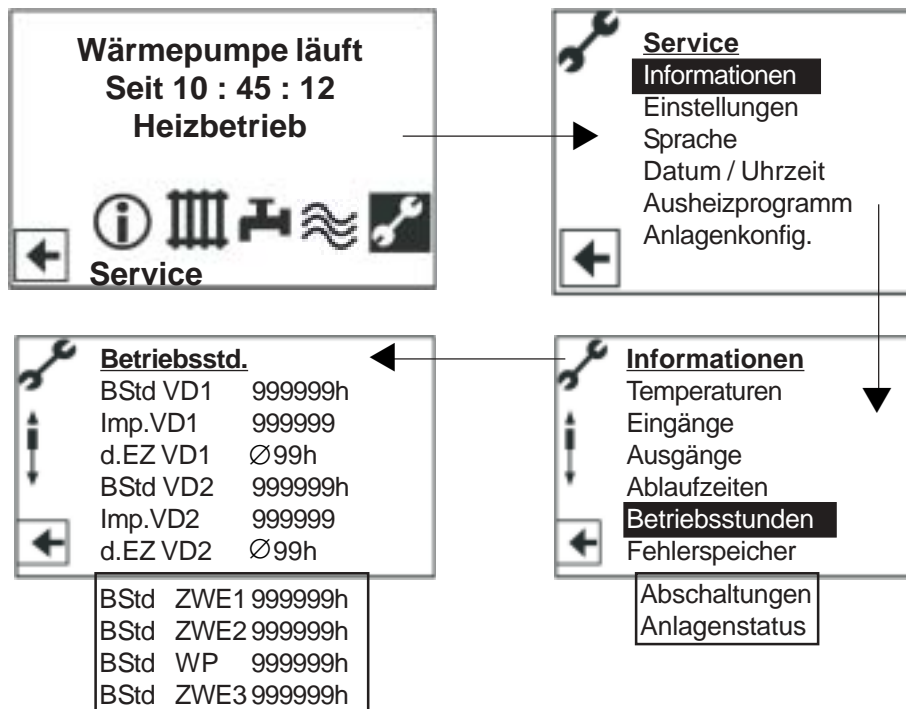 Wärmepumpe läuft
Seit 10 : 45 : 12
Heizbetrieb
Service
Service
Informationen
Einstellungen
Sprache
Datum / Uhrzeit
Ausheizprogramm
Anlagenkonfig.
Informationen
Temperaturen
Eingänge
Ausgänge
Ablaufzeiten
Betriebsstunden
Fehlerspeicher
Abschaltungen
Anlagenstatus
Betriebsstd.
BStd VD1 999999h
Imp.VD1 999999
d.EZ VD1 ∅99h
BStd VD2 999999h
Imp.VD2 999999
d.EZ VD2 ∅99h
BStd ZWE1 999999h
BStd ZWE2 999999h
BStd WP 999999h
BStd ZWE3 999999h